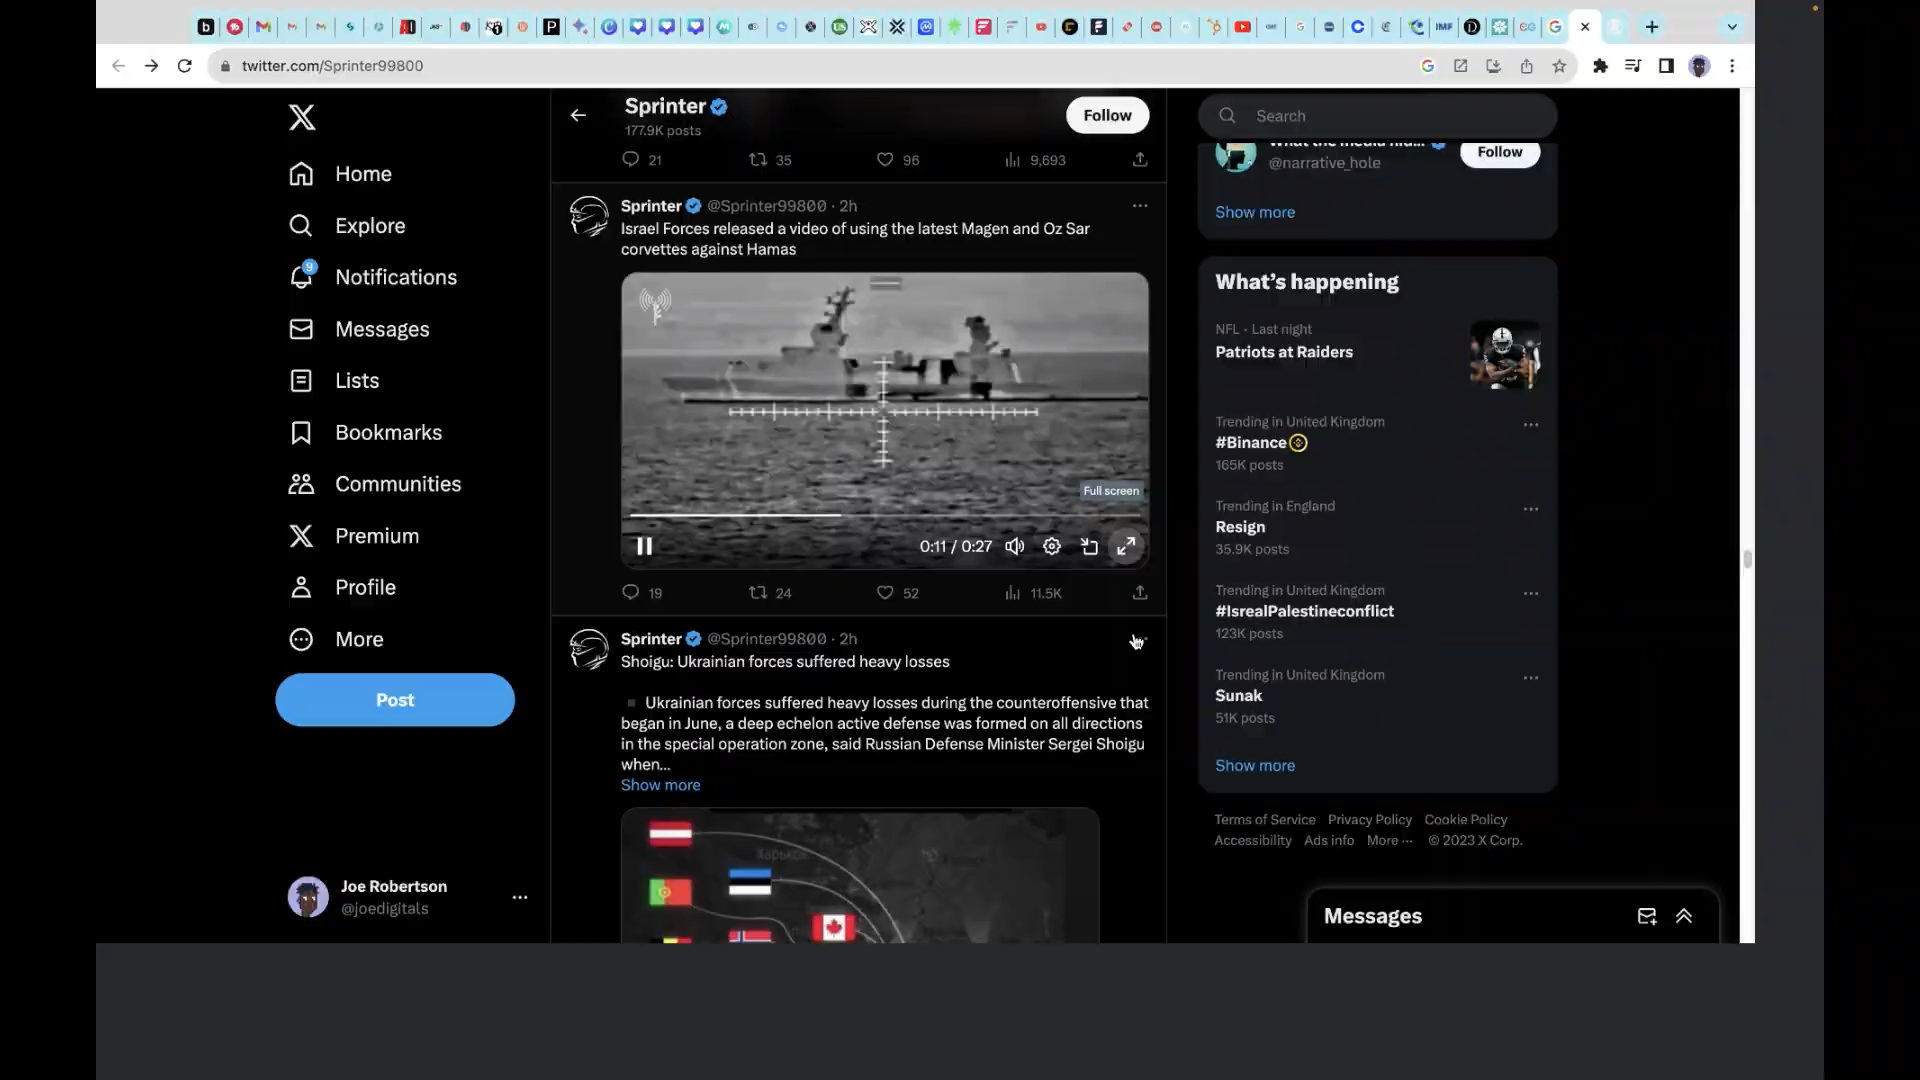 twitter.com/Sprinter99800
Home
Explore
9
Notifications
Messages
Lists
Bookmarks
Communities
Premium
Profile
More
Post
Joe Robertson
@joedigitals
Sprinter
177.9K posts
Follow
21 35 96 9,693
Sprinter @Sprinter99800 · 2h
Israel Forces released a video of using the latest Magen and Oz Sar
corvettes against Hamas
Full screen
0:11 / 0:27
19 24 52 11.5K
Sprinter @Sprinter99800 · 2h
Shoigu: Ukrainian forces suffered heavy losses
Ukrainian forces suffered heavy losses during the counteroffensive that
began in June, a deep echelon active defense was formed on all directions
in the special operation zone, said Russian Defense Minister Sergei Shoigu
when...
Show more
Харьков
Search
@narrative_hole
Follow
Show more
What's happening
NFL · Last night
Patriots at Raiders
Trending in United Kingdom
#Binance
165K posts
Trending in England
Resign
35.9K posts
Trending in United Kingdom
#IsrealPalestineconflict
123K posts
Trending in United Kingdom
Sunak
51K posts
Show more
Terms of Service Privacy Policy Cookie Policy
Accessibility Ads info More ··· © 2023 X Corp.
Messages